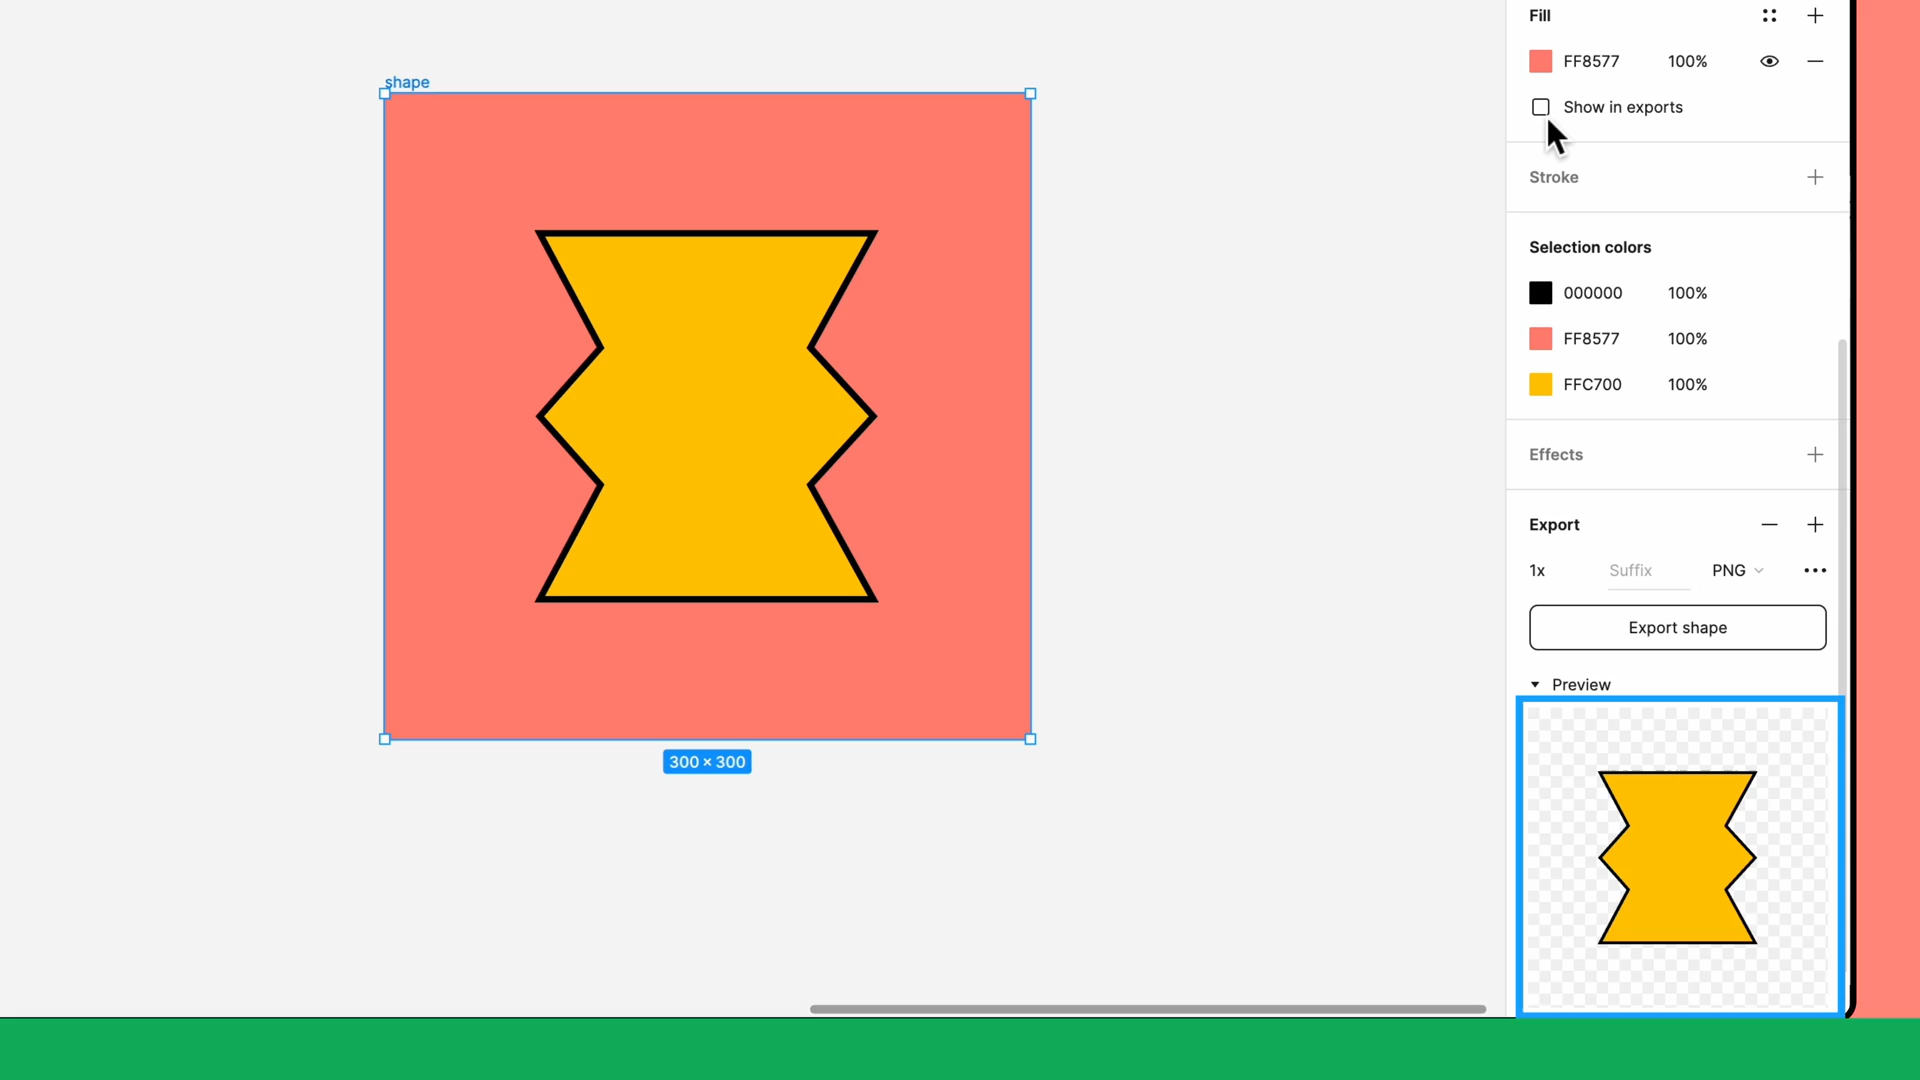 shape
300 × 300
Fill
FF8577 100%
Show in exports
Stroke
Selection colors
000000 100%
FF8577 100%
FFC700 100%
Effects
Export
1x Suffix PNG
Export shape
Preview